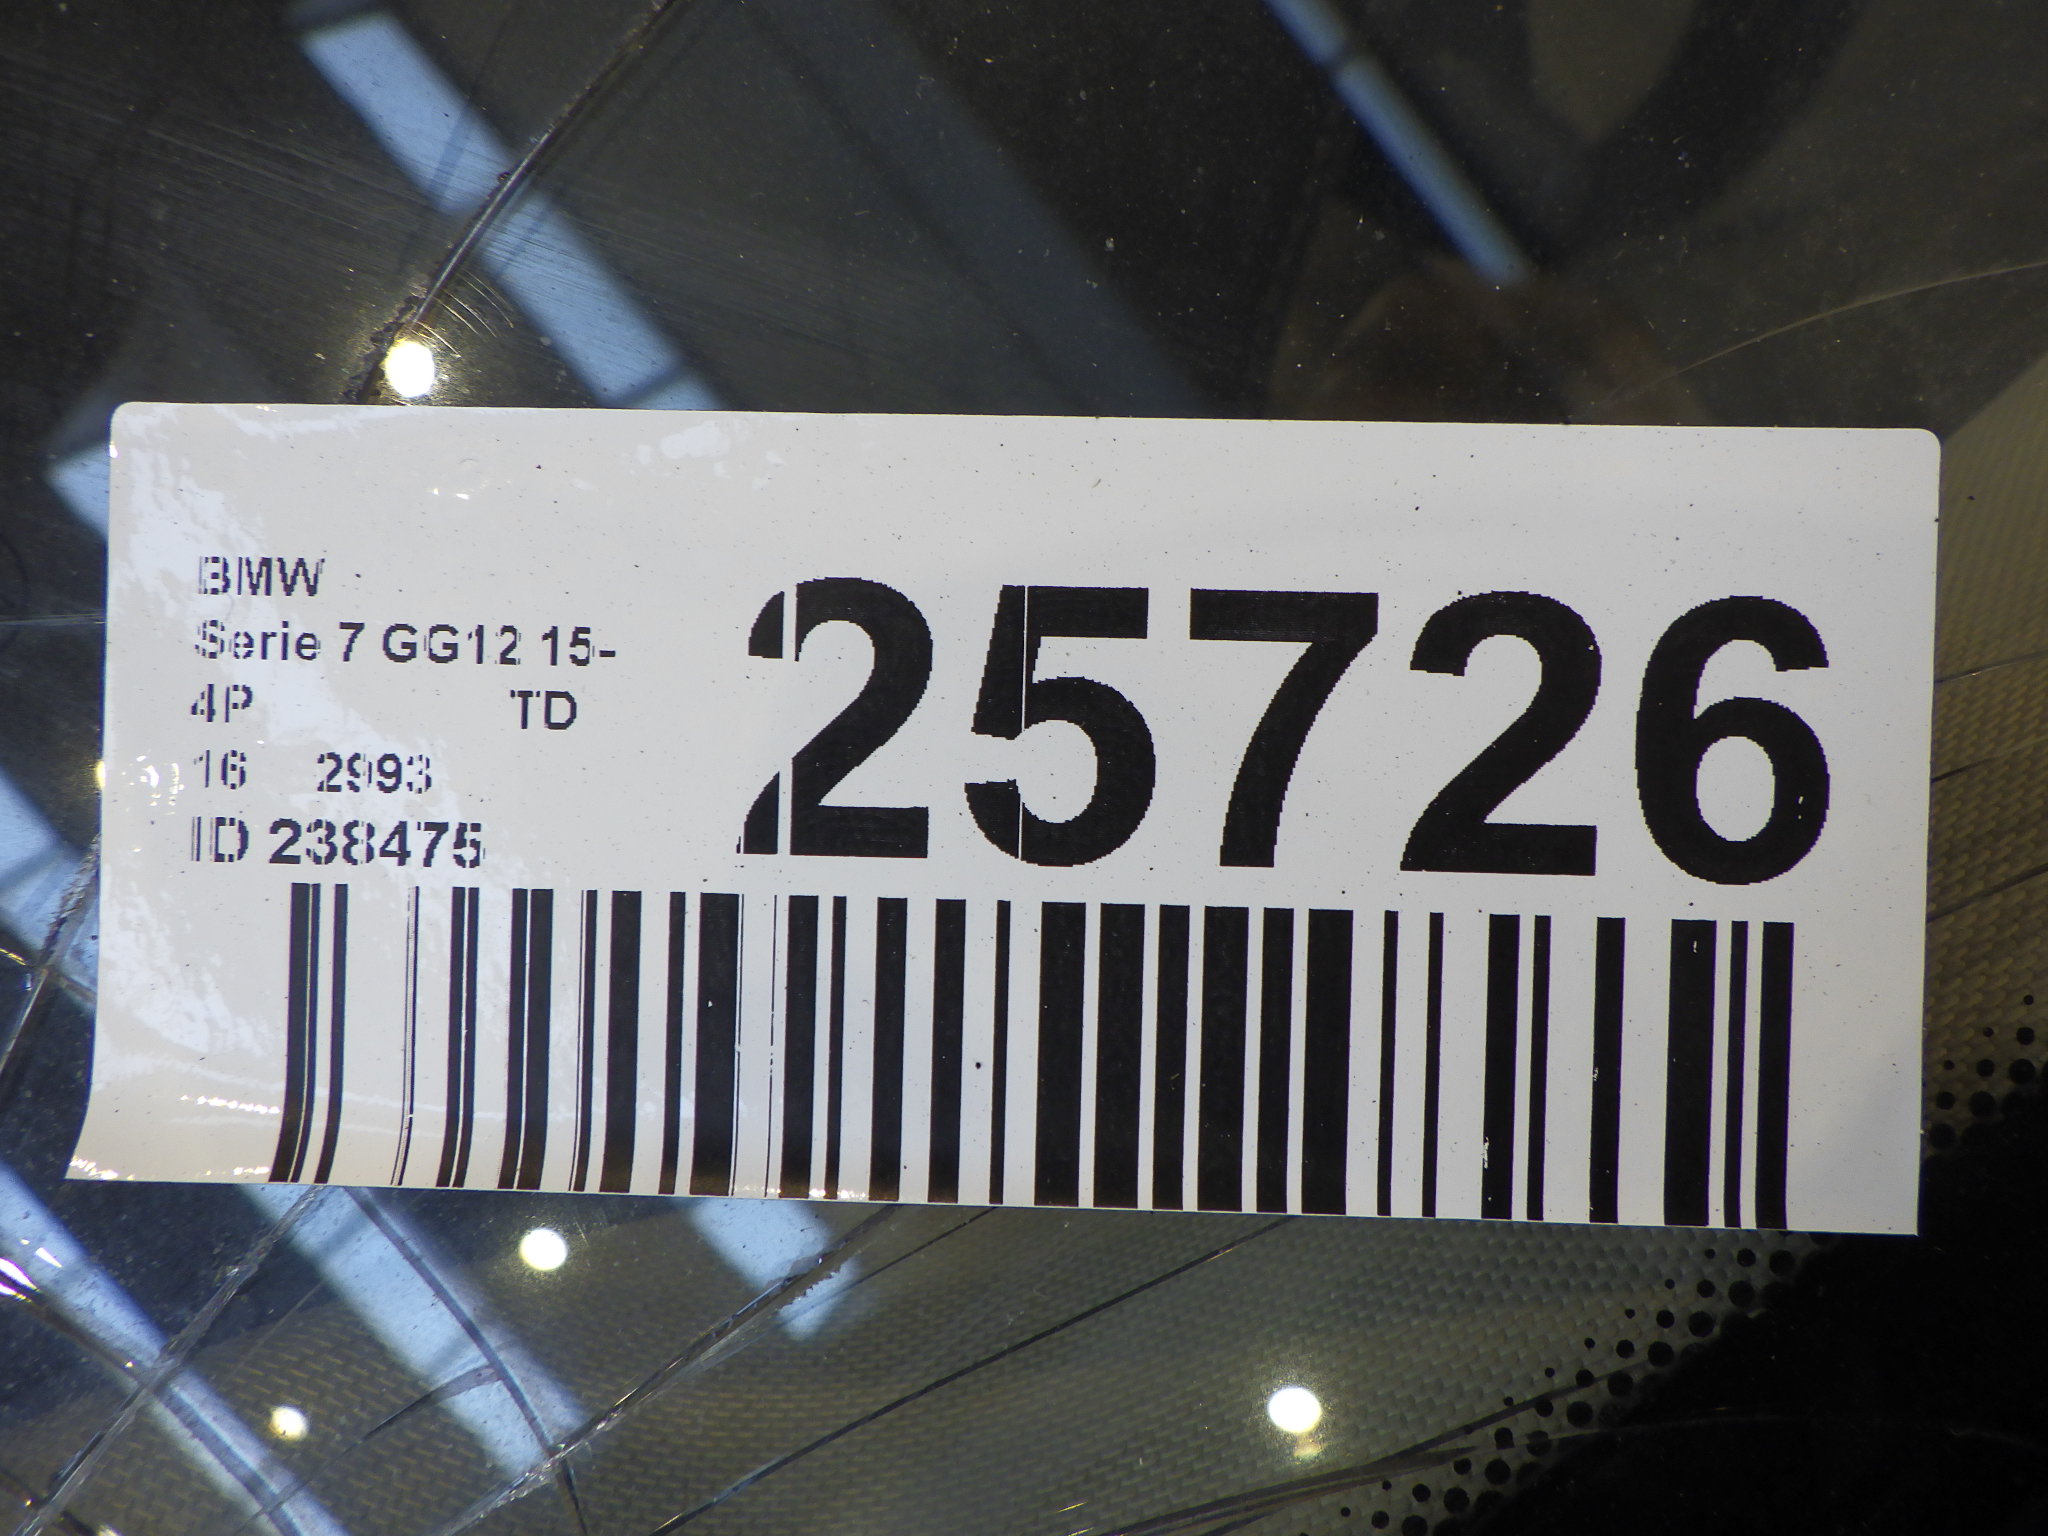 BMW
Serie 7 GG12 15-
4P TD
16 2993
ID 238475
25726